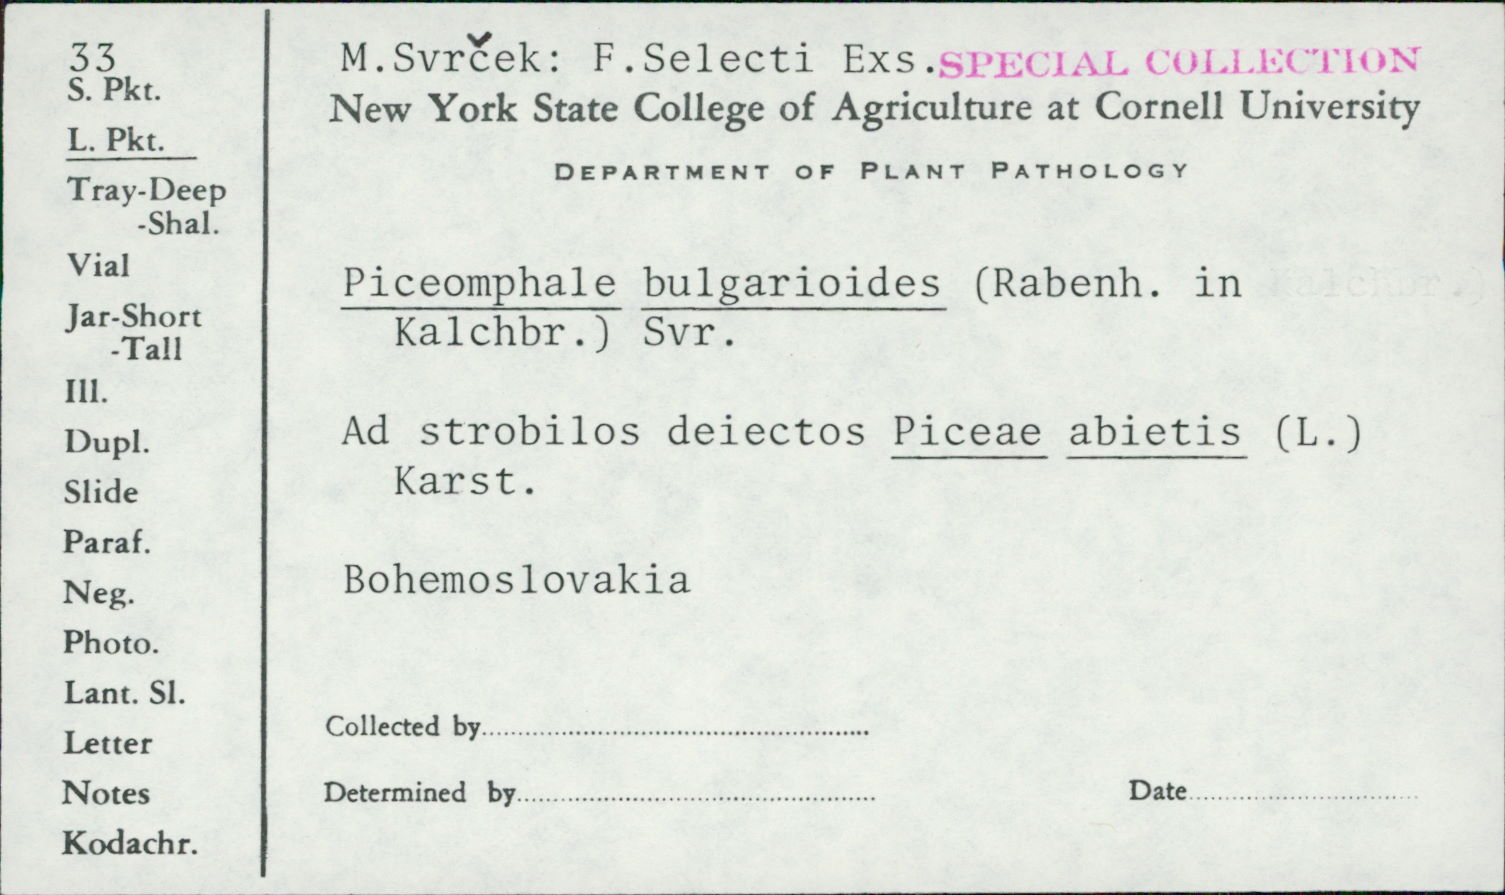 33
S. Pkt.
L. Pkt.
Tray-Deep
-Shal.
Vial
Jar-Short
-Tall
Ill.
Dupl.
Slide
Paraf.
Neg.
Photo.
Lant. Sl.
Letter
Notes
Kodachr.
M.Svrček: F.Selecti Exs. SPECIAL COLLECTION
New York State College of Agriculture at Cornell University
DEPARTMENT OF PLANT PATHOLOGY
Piceomphale bulgarioides (Rabenh. in Kalchbr.)
Kalchbr.) Svr.
Ad strobilos deiectos Piceae abietis (L.)
Karst.
Bohemoslovakia
Collected by
Determined by
Date